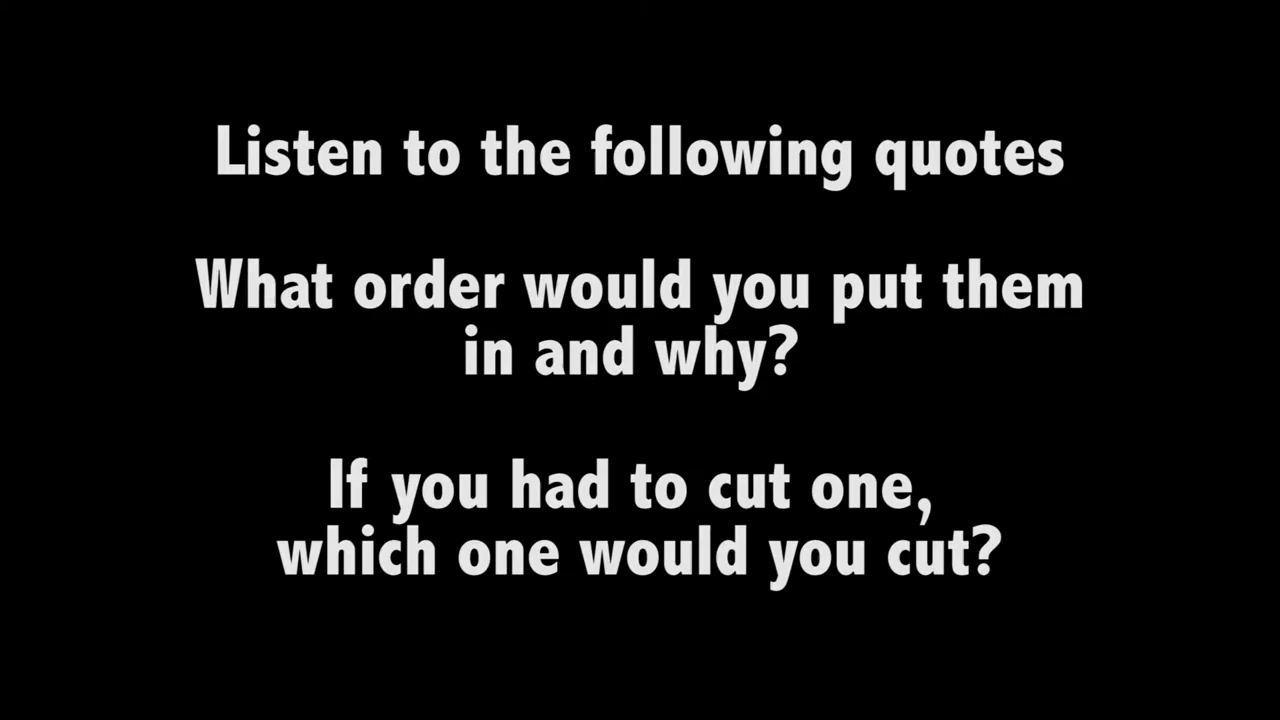 Listen to the following quotes
What order would you put them
in and why?
If you had to cut one,
which one would you cut?